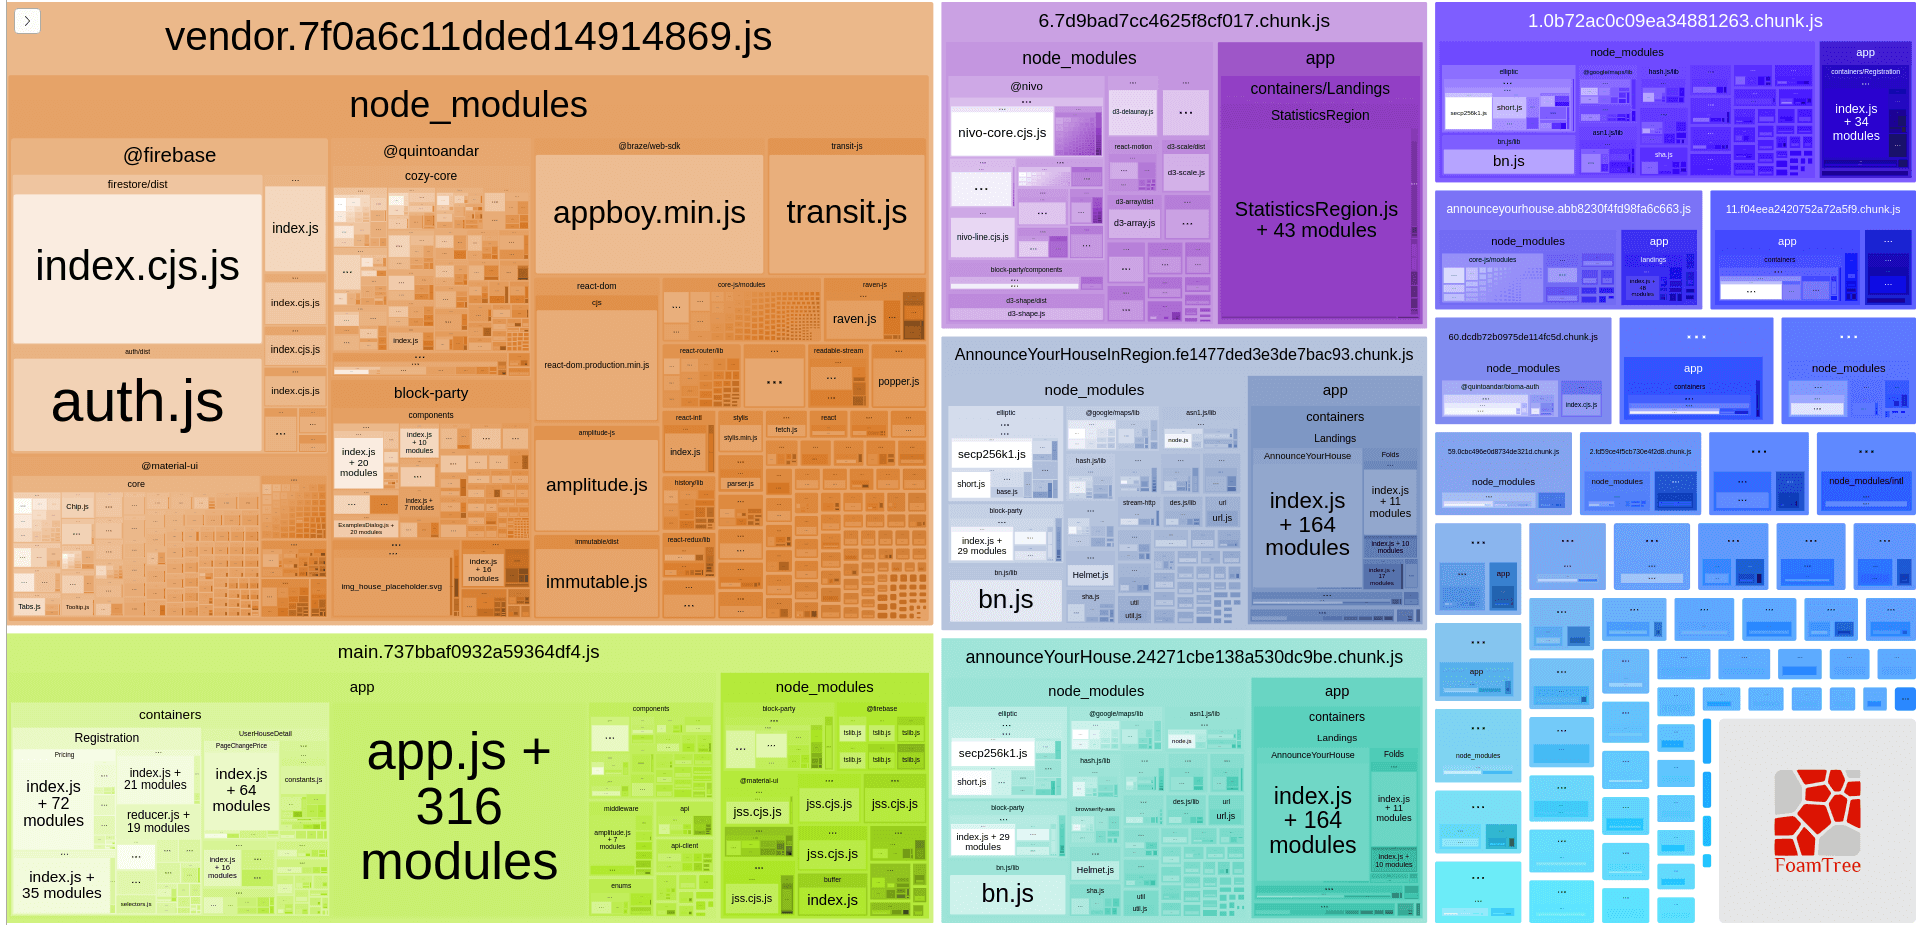 vendor.7f0a6c11dded14914869.js
node_modules
@firebase
firestore/dist
index.cjs.js
index.js
index.cjs.js
index.cjs.js
index.cjs.js
auth/dist
auth.js
@material-ui
core
Chip.js
Tabs.js
Tooltip.js
@quintoandar
cozy-core
index.js
block-party
components
index.js
+ 20
modules
index.js
+ 10
modules
index.js +
7 modules
ExamplesDialog.js +
20 modules
img_house_placeholder.svg
index.js
+ 16
modules
@braze/web-sdk
appboy.min.js
transit-js
transit.js
react-dom
cjs
react-dom.production.min.js
core-js/modules
raven-js
raven.js
react-router/lib
readable-stream
popper.js
amplitude-js
amplitude.js
react-intl
index.js
stylis
stylis.min.js
fetch.js
react
history/lib
parser.js
immutable/dist
immutable.js
react-redux/lib
main.737bbaf0932a59364df4.js
app
containers
Registration
Pricing
index.js
+ 72
modules
index.js +
21 modules
reducer.js +
19 modules
index.js +
35 modules
selectors.js
UserHouseDetail
PageChangePrice
index.js
+ 64
modules
constants.js
index.js
+ 16
modules
app.js +
316
modules
components
middleware
amplitude.js
+ 7
modules
api
api-client
enums
node_modules
block-party
@firebase
tslib.js
tslib.js
tslib.js
tslib.js
tslib.js
tslib.js
@material-ui
jss.cjs.js
jss.cjs.js
jss.cjs.js
jss.cjs.js
jss.cjs.js
buffer
index.js
6.7d9bad7cc4625f8cf017.chunk.js
node_modules
@nivo
nivo-core.cjs.js
nivo-line.cjs.js
block-party/components
d3-shape/dist
d3-shape.js
d3-delaunay.js
react-motion
d3-scale/dist
d3-scale.js
d3-array/dist
d3-array.js
app
containers/Landings
StatisticsRegion
StatisticsRegion.js
+ 43 modules
AnnounceYourHouseInRegion.fe1477ded3e3de7bac93.chunk.js
node_modules
elliptic
secp256k1.js
short.js
base.js
block-party
index.js +
29 modules
bn.js/lib
bn.js
@google/maps/lib
asn1.js/lib
node.js
hash.js/lib
stream-http
des.js/lib
url
url.js
Helmet.js
sha.js
util
util.js
app
containers
Landings
AnnounceYourHouse
index.js
+ 164
modules
Folds
index.js
+ 11
modules
index.js + 10
modules
index.js +
17
modules
announceYourHouse.24271cbe138a530dc9be.chunk.js
node_modules
elliptic
secp256k1.js
short.js
block-party
index.js + 29
modules
bn.js/lib
bn.js
@google/maps/lib
asn1.js/lib
node.js
hash.js/lib
browserify-aes
des.js/lib
url
url.js
Helmet.js
sha.js
util
util.js
app
containers
Landings
AnnounceYourHouse
index.js
+ 164
modules
Folds
index.js
+ 11
modules
index.js +
10 modules
1.0b72ac0c09ea34881263.chunk.js
node_modules
elliptic
secp256k1.js
short.js
bn.js/lib
bn.js
@google/maps/lib
hash.js/lib
asn1.js/lib
sha.js
app
containers/Registration
index.js
+ 34
modules
announceyourhouse.abb8230f4fd98fa6c663.js
node_modules
core-js/modules
app
landings
index.js +
48
modules
11.f04eea2420752a72a5f9.chunk.js
app
containers
60.dcdb72b0975de114fc5d.chunk.js
node_modules
@quintoandar/bioma-auth
index.cjs.js
app
containers
node_modules
59.0cbc496e0d8734de321d.chunk.js
node_modules
2.fd59ce4f5cb730e4f2d8.chunk.js
node_modules
node_modules/intl
app
app
node_modules
FoamTree